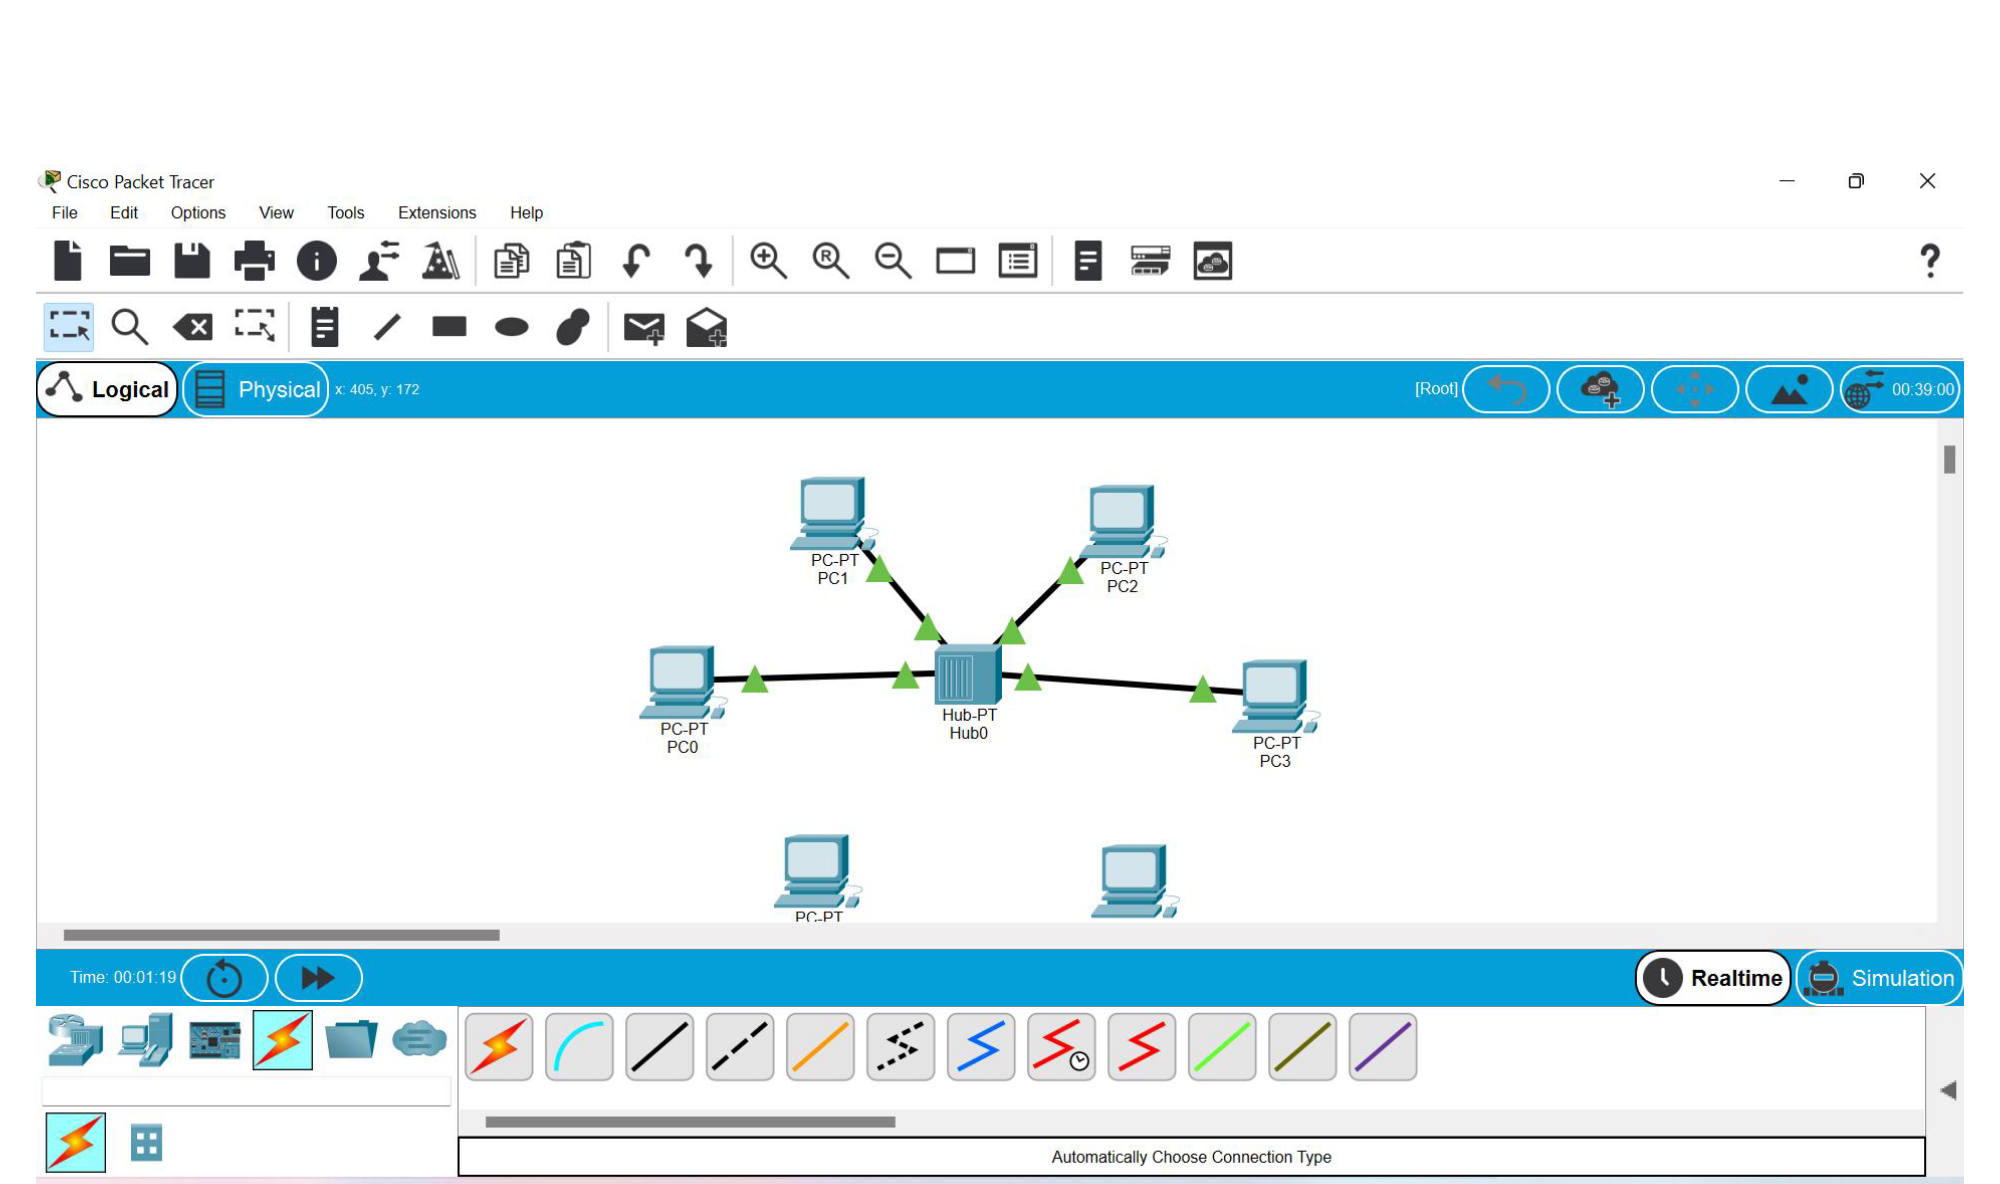 Cisco Packet Tracer
File Edit Options View Tools Extensions Help
Logical Physical x: 405, y: 172 [Root] 00:39:00
PC-PT
PC1
PC-PT
PC2
PC-PT
PC0
Hub-PT
Hub0
PC-PT
PC3
PC-PT
Time: 00:01:19 Realtime Simulation
Automatically Choose Connection Type